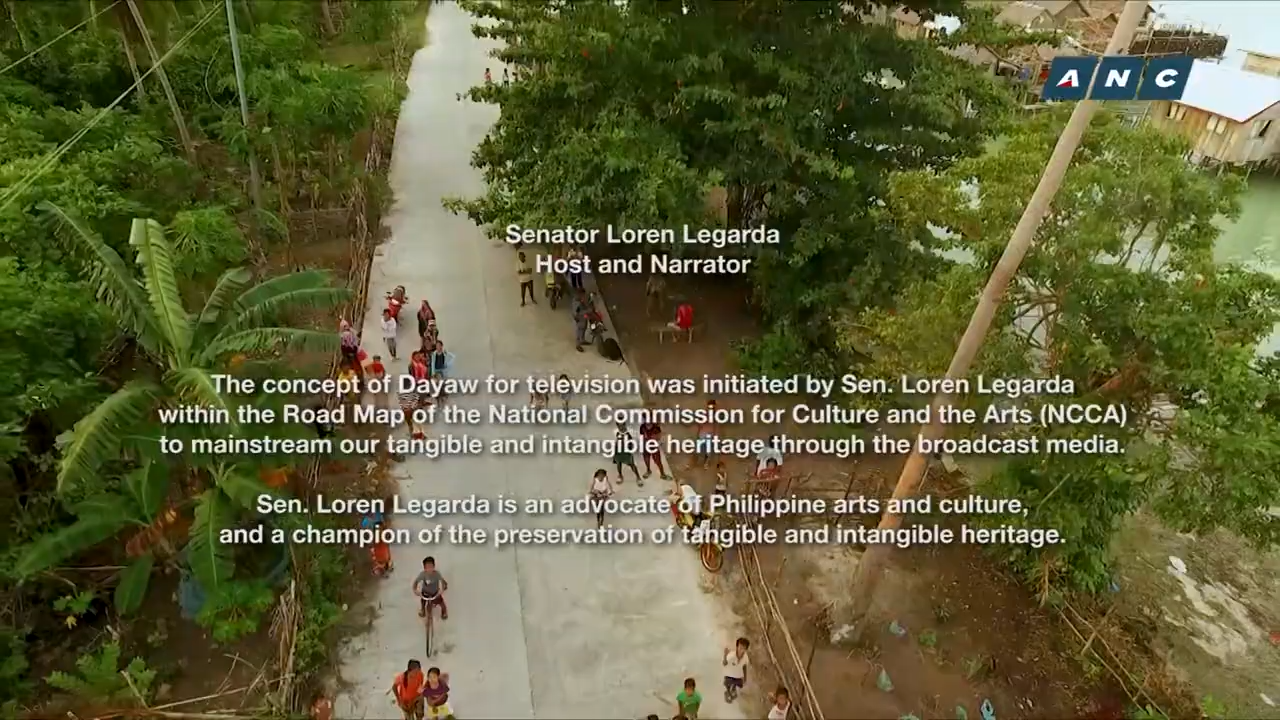 ANC
Senator Loren Legarda
Host and Narrator
The concept of Dayaw for television was initiated by Sen. Loren Legarda
within the Road Map of the National Commission for Culture and the Arts (NCCA)
to mainstream our tangible and intangible heritage through the broadcast media.
Sen. Loren Legarda is an advocate of Philippine arts and culture,
and a champion of the preservation of tangible and intangible heritage.